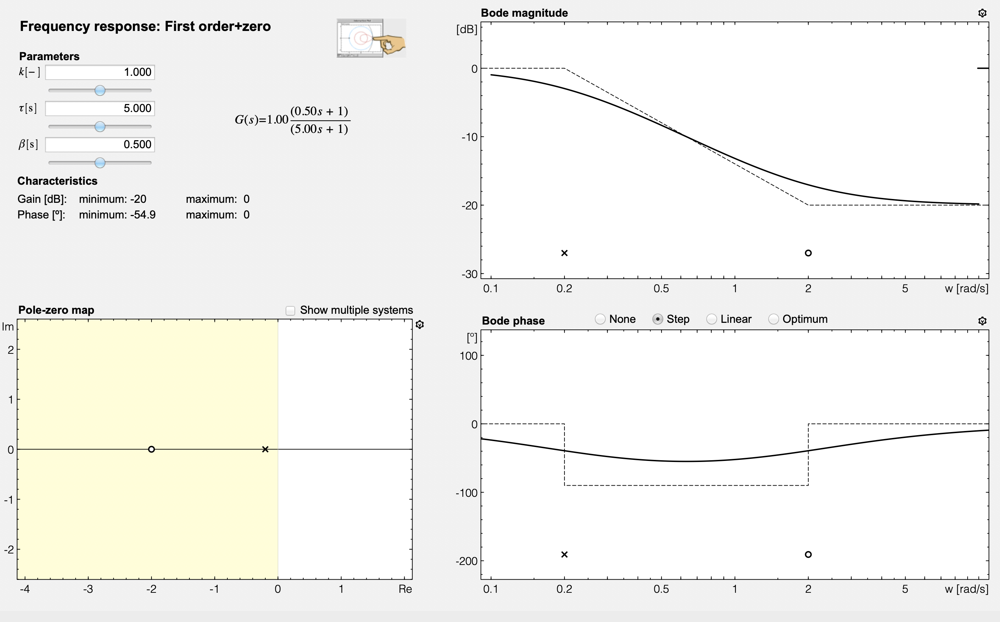 Frequency response: First order+zero
Parameters
k[−] 1.000
τ[s] 5.000
β[s] 0.500
G(s)=1.00 (0.50s + 1)
(5.00s + 1)
Characteristics
Gain [dB]: minimum: -20 maximum: 0
Phase [º]: minimum: -54.9 maximum: 0
Bode magnitude
[dB]
0
-10
-20
-30
0.1 0.2 0.5 1 2 5 w [rad/s]
Pole-zero map Show multiple systems
Im
2
1
0
-1
-2
-4 -3 -2 -1 0 1 Re
Bode phase None Step Linear Optimum
[º]
100
0
-100
-200
0.1 0.2 0.5 1 2 5 w [rad/s]